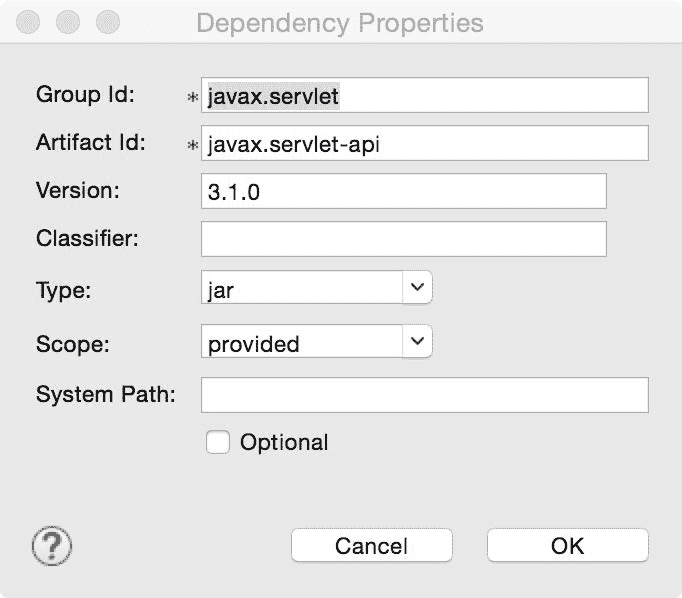 Dependency Properties
Group Id: * javax.servlet
Artifact Id: * javax.servlet-api
Version: 3.1.0
Classifier:
Type: jar
Scope: provided
System Path:
Optional
? Cancel OK